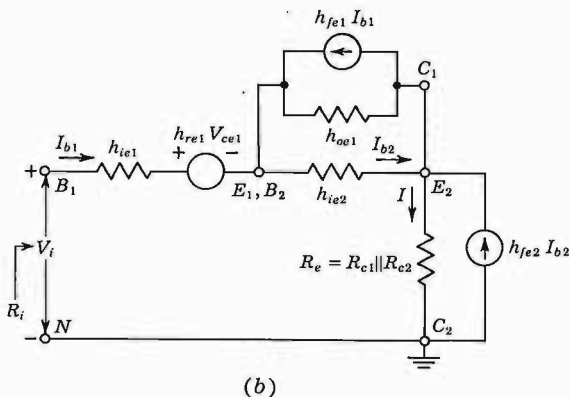 h_{fe1} I_{b1}
C_1
h_{oe1}
I_{b1}
h_{ie1}
h_{re1} V_{ce1}
I_{b2}
+
+
−
B_1
E_1, B_2
h_{ie2}
E_2
I
V_i
R_i
R_e = R_{c1}||R_{c2}
h_{fe2} I_{b2}
−
N
C_2
(b)